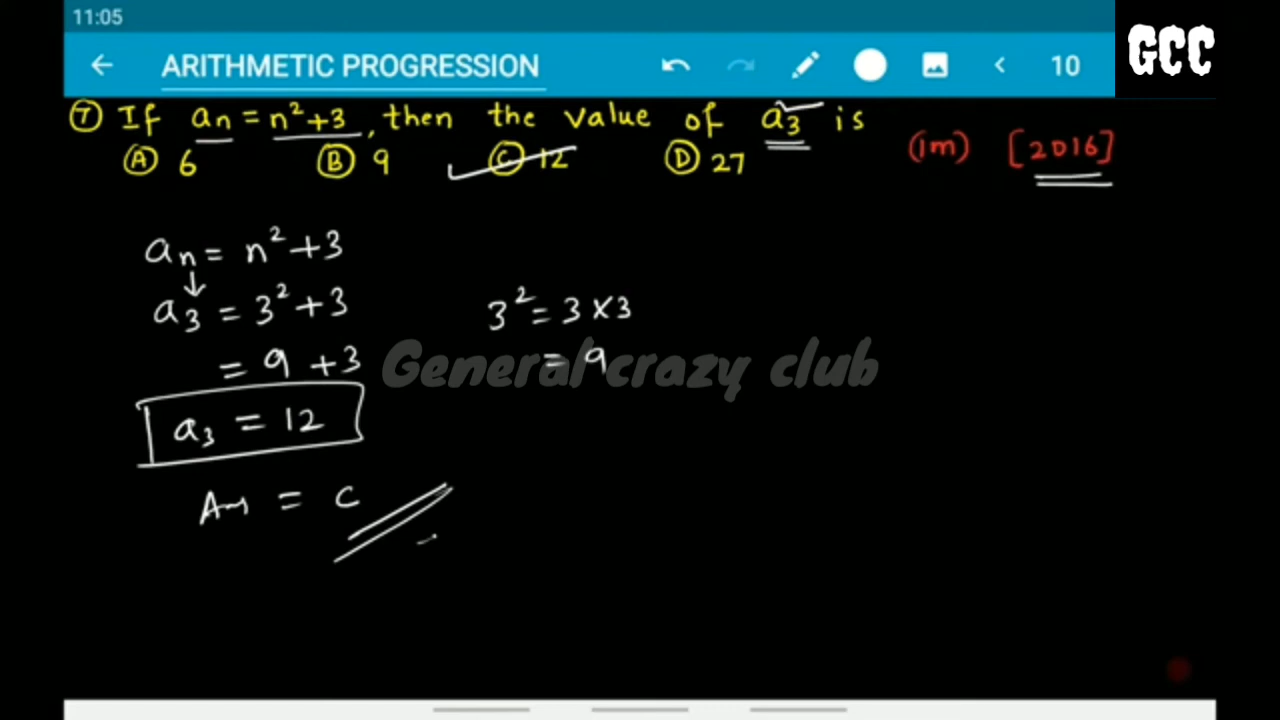 11:05
GCC
ARITHMETIC PROGRESSION
10
⑦ If an = n²+3, then the value of a3 is
(1m) [2016]
Ⓐ 6 Ⓑ 9 Ⓒ 12 Ⓓ 27
an = n²+3
a3 = 3²+3
3² = 3×3
= 9+3
= 9
General crazy club
a3 = 12
Ans = C